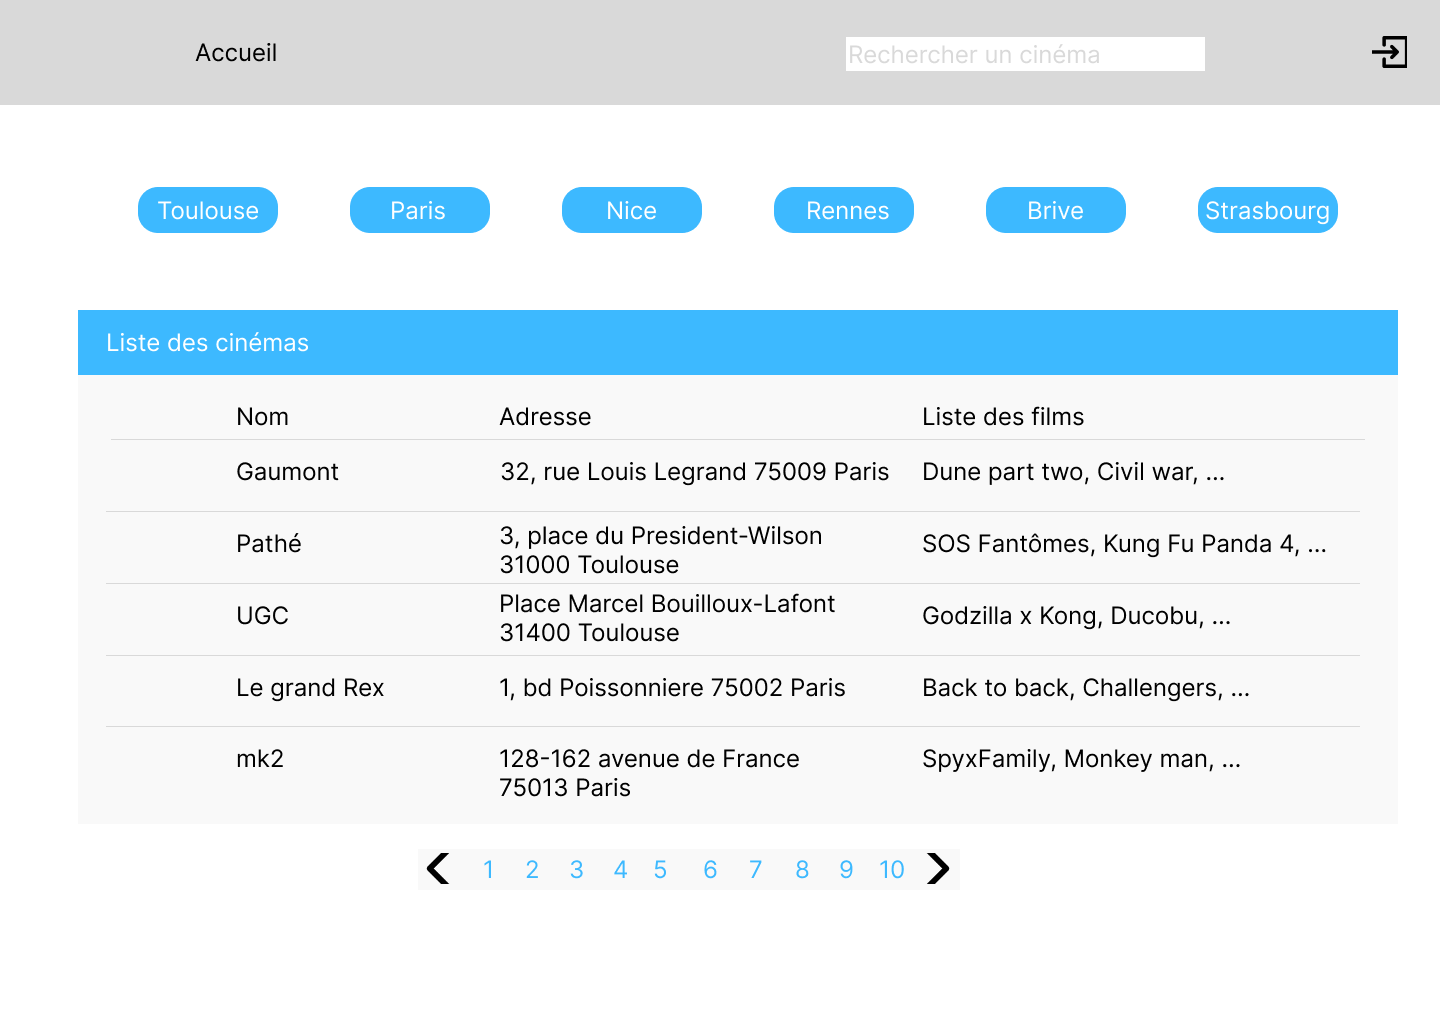 Accueil
Rechercher un cinéma
Toulouse
Paris
Nice
Rennes
Brive
Strasbourg
Liste des cinémas
Nom
Adresse
Liste des films
Gaumont
32, rue Louis Legrand 75009 Paris
Dune part two, Civil war, ...
Pathé
3, place du President-Wilson
31000 Toulouse
SOS Fantômes, Kung Fu Panda 4, ...
UGC
Place Marcel Bouilloux-Lafont
31400 Toulouse
Godzilla x Kong, Ducobu, ...
Le grand Rex
1, bd Poissonniere 75002 Paris
Back to back, Challengers, ...
mk2
128-162 avenue de France
75013 Paris
SpyxFamily, Monkey man, ...
1 2 3 4 5 6 7 8 9 10